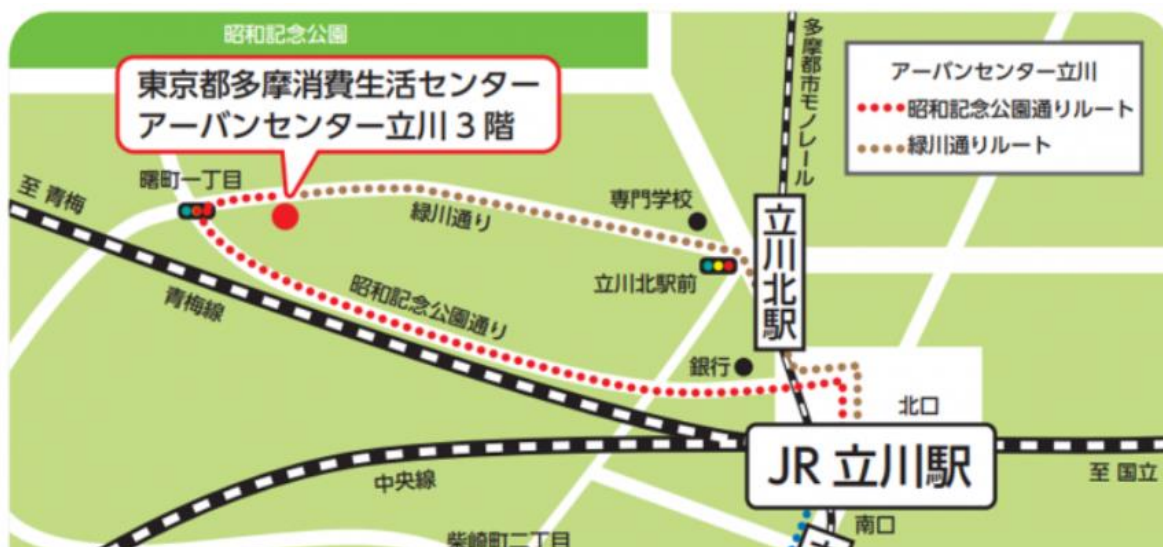 昭和記念公園
東京都多摩消費生活センター
アーバンセンター立川3階
多摩都市モノレール
アーバンセンター立川
昭和記念公園通りルート
緑川通りルート
至 青梅
曙町一丁目
緑川通り
専門学校
立川北駅
立川北駅前
青梅線
昭和記念公園通り
銀行
北口
JR 立川駅
中央線
至 国立
南口
柴崎町二丁目